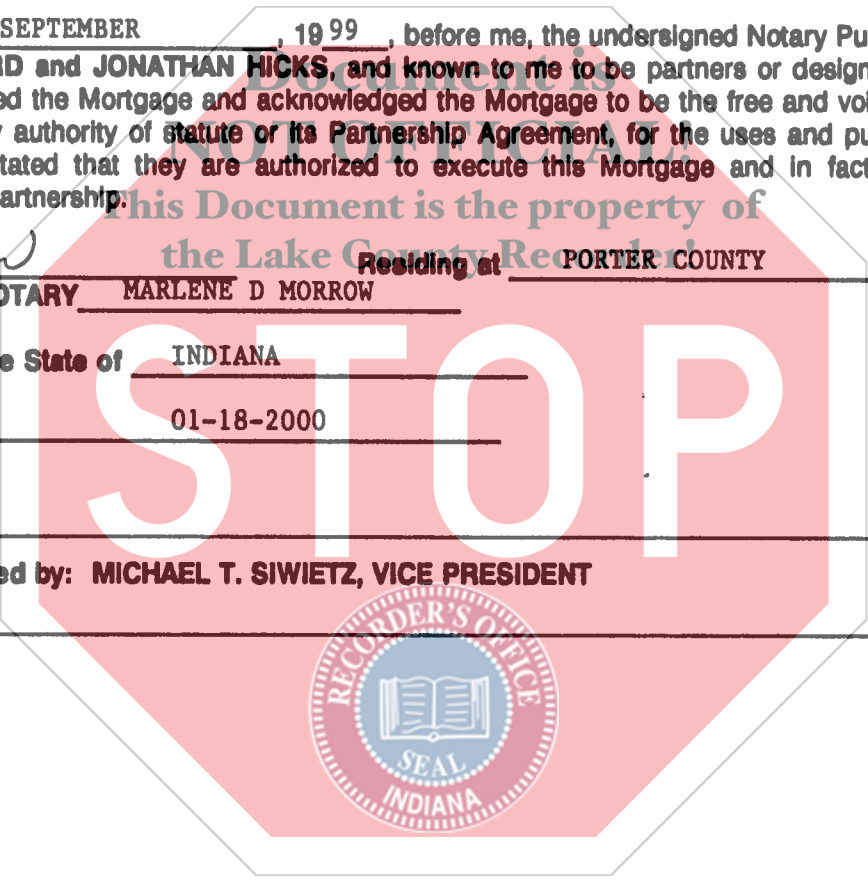 SEPTEMBER , 19 99 , before me, the undersigned Notary Pu
RD and JONATHAN HICKS, and known to me to be partners or design
ed the Mortgage and acknowledged the Mortgage to be the free and vol
y authority of statute or its Partnership Agreement, for the uses and pu
tated that they are authorized to execute this Mortgage and in fact
artnership.
Document is
NOT OFFICIAL!
This Document is the property of
the Lake County Recorder!
Residing at PORTER COUNTY
OTARY MARLENE D MORROW
e State of INDIANA
01-18-2000
STOP
ed by: MICHAEL T. SIWIETZ, VICE PRESIDENT
RECORDER'S OFFICE
SEAL
INDIANA